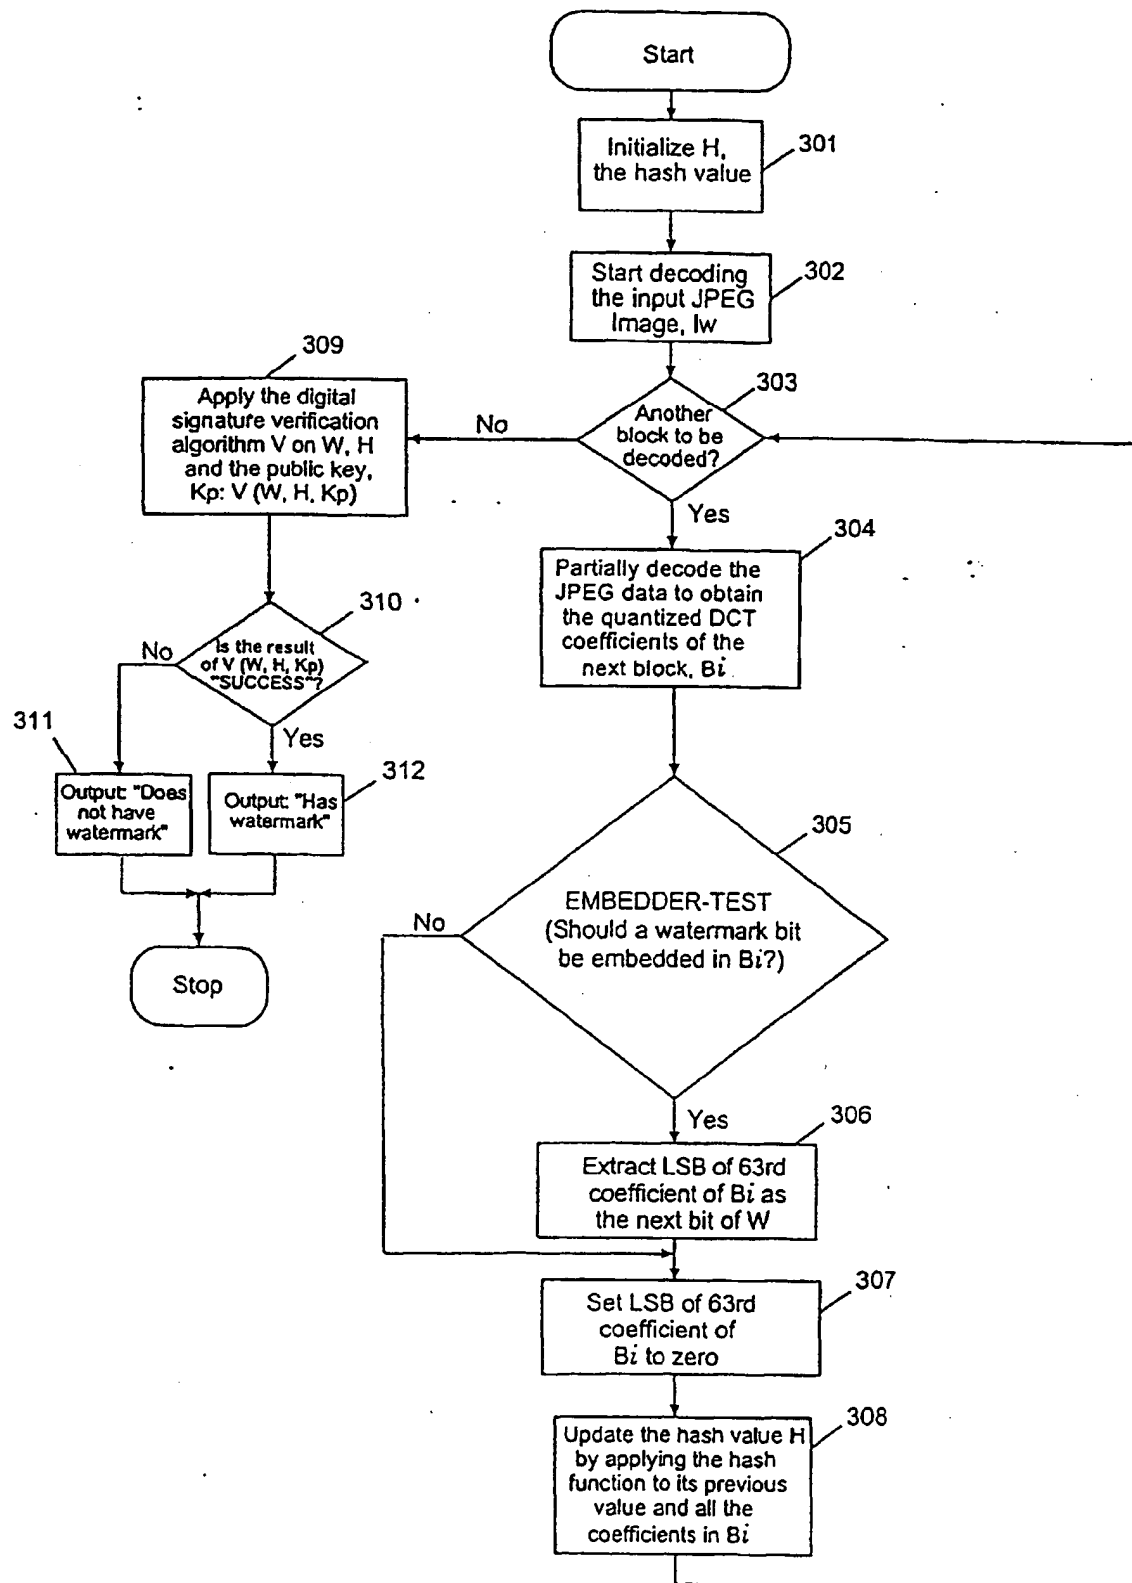 Start
Initialize H,
the hash value
301
Start decoding
the input JPEG
Image, Iw
302
303
Another
block to be
decoded?
No
Yes
309
Apply the digital
signature verification
algorithm V on W, H
and the public key,
Kp: V (W, H, Kp)
304
Partially decode the
JPEG data to obtain
the quantized DCT
coefficients of the
next block, Bi
310
Is the result
of V (W, H, Kp)
"SUCCESS"?
No
Yes
311
Output: "Does
not have
watermark"
312
Output: "Has
watermark"
Stop
305
EMBEDDER-TEST
(Should a watermark bit
be embedded in Bi?)
No
Yes
306
Extract LSB of 63rd
coefficient of Bi as
the next bit of W
307
Set LSB of 63rd
coefficient of
Bi to zero
308
Update the hash value H
by applying the hash
function to its previous
value and all the
coefficients in Bi